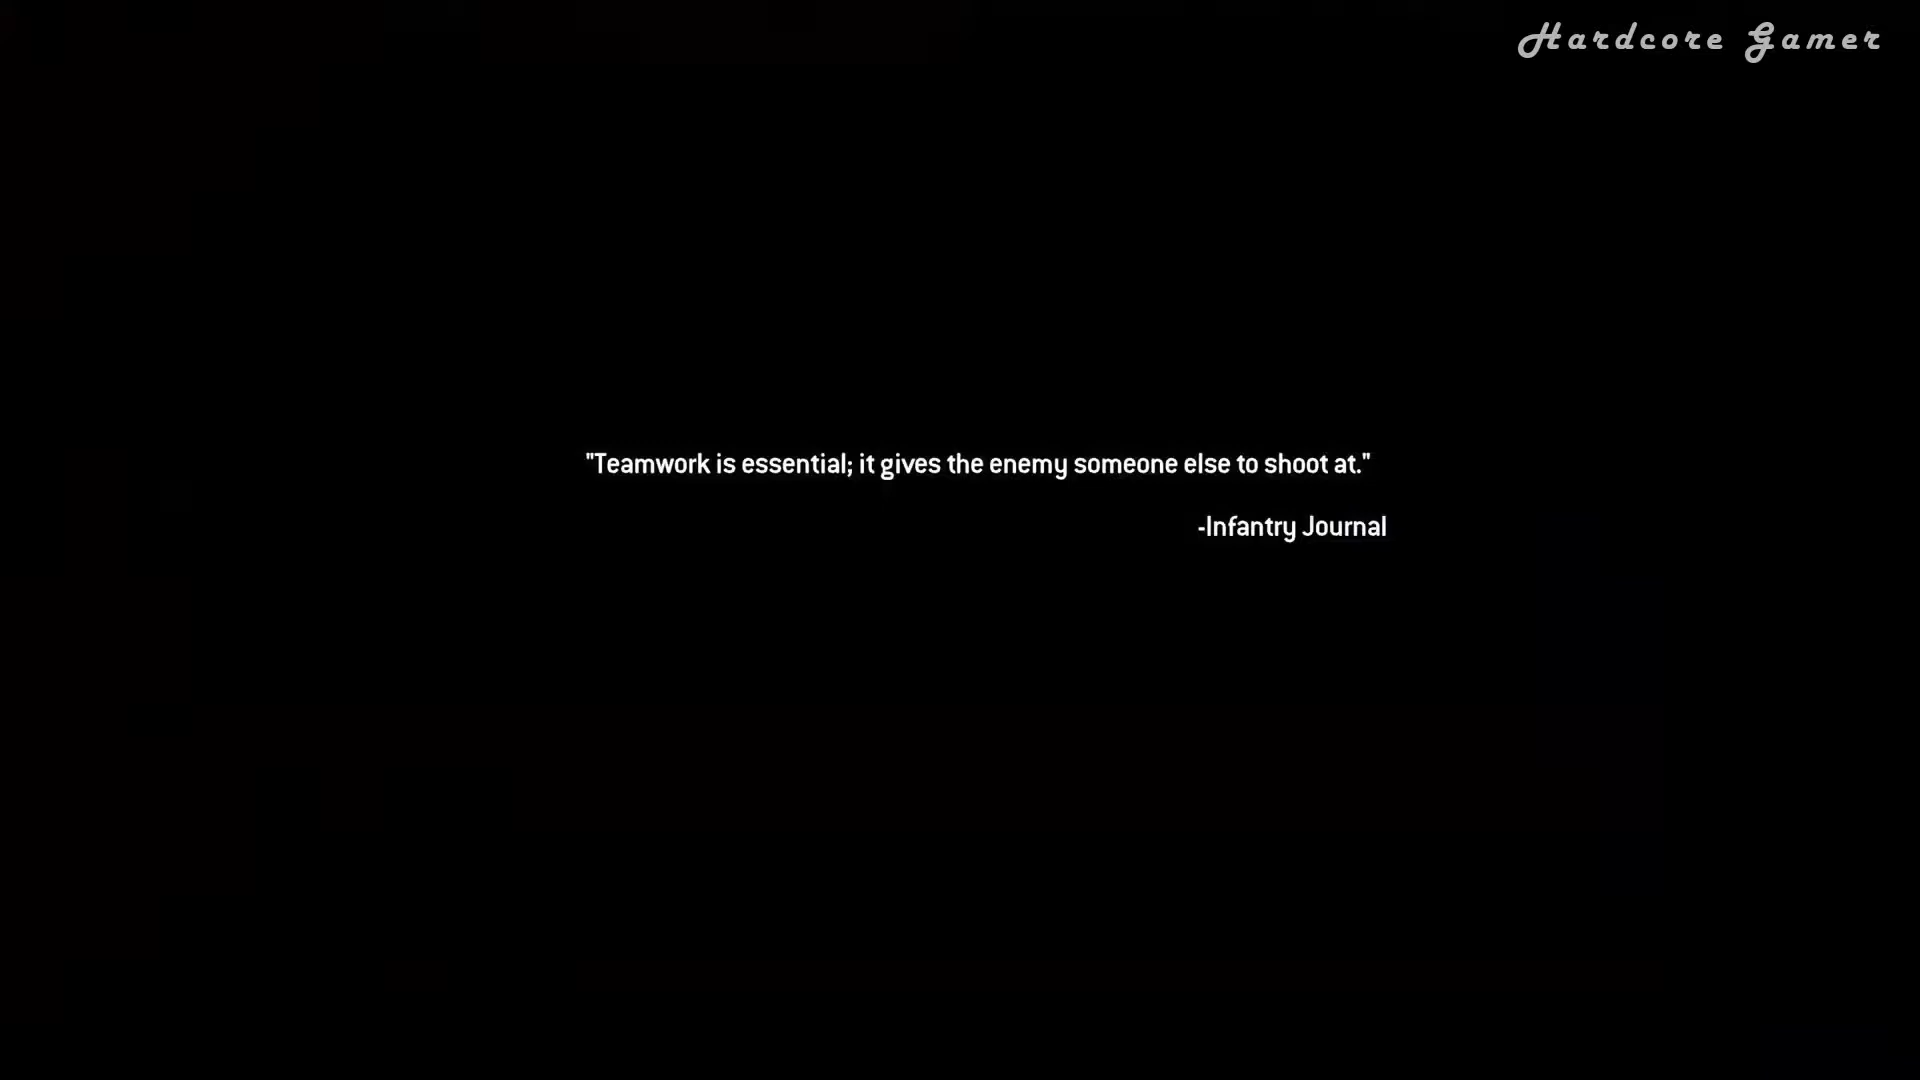 Hardcore Gamer
"Teamwork is essential; it gives the enemy someone else to shoot at."
-Infantry Journal